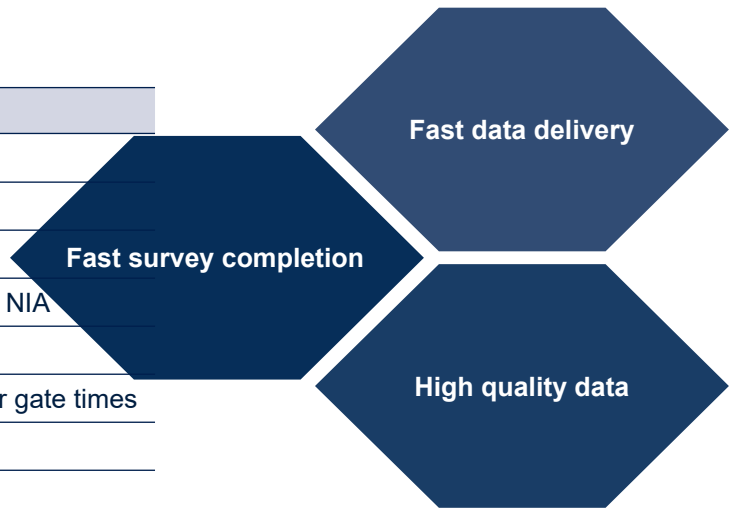 Fast data delivery
Fast survey completion
NIA
gate times
High quality data